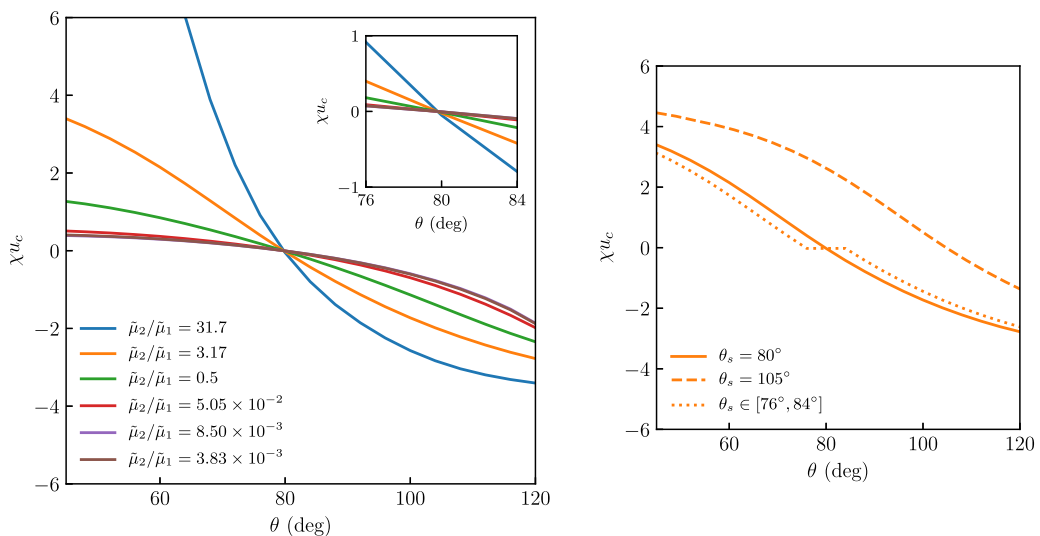 6
4
2
0
−2
−4
−6
χu_c
60
80
100
120
θ (deg)
μ̃₂/μ̃₁ = 31.7
μ̃₂/μ̃₁ = 3.17
μ̃₂/μ̃₁ = 0.5
μ̃₂/μ̃₁ = 5.05 × 10⁻²
μ̃₂/μ̃₁ = 8.50 × 10⁻³
μ̃₂/μ̃₁ = 3.83 × 10⁻³
1
0
−1
χu_c
76
80
84
θ (deg)
6
4
2
0
−2
−4
−6
χu_c
60
80
100
120
θ (deg)
θ_s = 80°
θ_s = 105°
θ_s ∈ [76°, 84°]